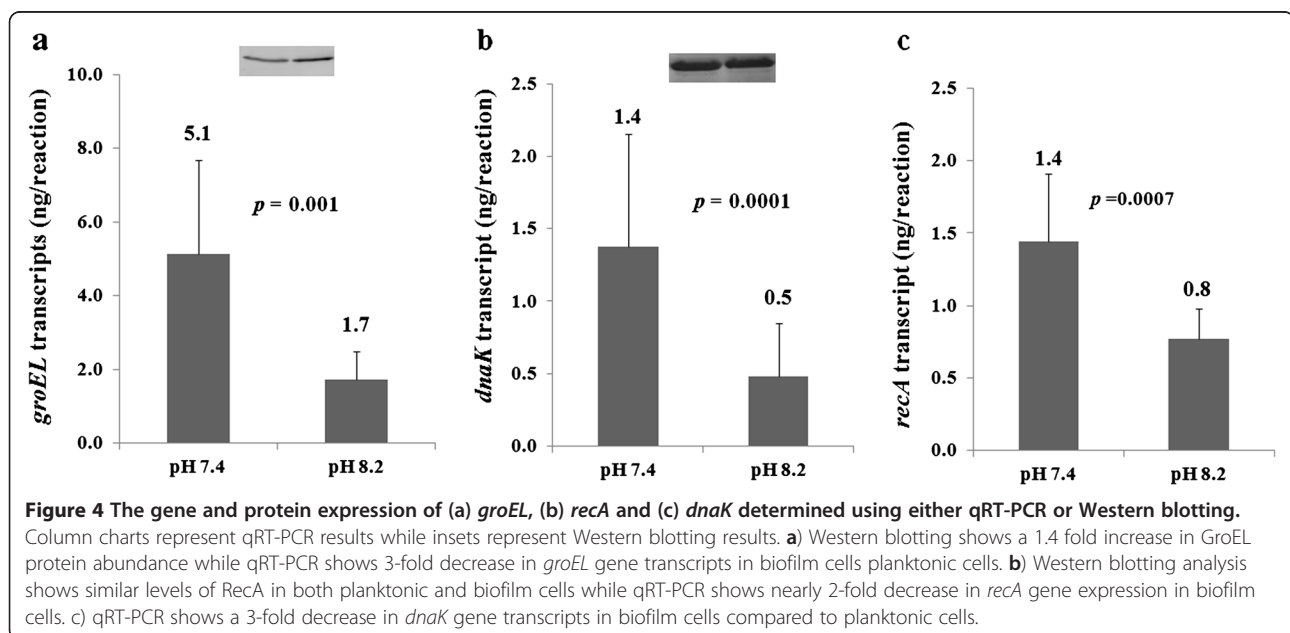 a
10.0
8.0
6.0
4.0
2.0
0.0
groEL transcripts (ng/reaction)
5.1
p = 0.001
1.7
pH 7.4 pH 8.2
b
2.5
2.0
1.5
1.0
0.5
0.0
dnaK transcript (ng/reaction)
1.4
p = 0.0001
0.5
pH 7.4 pH 8.2
c
2.5
2.0
1.5
1.0
0.5
0.0
recA transcript (ng/reaction)
1.4
p =0.0007
0.8
pH 7.4 pH 8.2
Figure 4 The gene and protein expression of (a) groEL, (b) recA and (c) dnaK determined using either qRT-PCR or Western blotting.
Column charts represent qRT-PCR results while insets represent Western blotting results. a) Western blotting shows a 1.4 fold increase in GroEL
protein abundance while qRT-PCR shows 3-fold decrease in groEL gene transcripts in biofilm cells planktonic cells. b) Western blotting analysis
shows similar levels of RecA in both planktonic and biofilm cells while qRT-PCR shows nearly 2-fold decrease in recA gene expression in biofilm
cells. c) qRT-PCR shows a 3-fold decrease in dnaK gene transcripts in biofilm cells compared to planktonic cells.